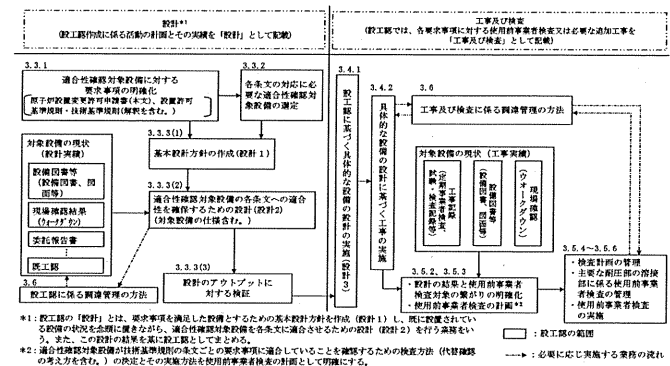 設計*¹
(設工認作成に係る活動の計画とその実績を「設計」として記載)
工事及び検査
(設工認では、各要求事項に対する使用前事業者検査又は必要な追加工事を
「工事及び検査」として記載)
3.3.1
適合性確認対象設備に対する
要求事項の明確化
原子炉設置変更許可申請書(本文)、設置許可
基準規則・技術基準規則(解釈を含む。)
3.3.2
各条文の対応に必
要な適合性確認対
象設備の選定
3.3.3(1)
基本設計方針の作成(設計1)
対象設備の現状
(設計実績)
設備図書等
(設備図書、図
面等)
現場確認結果
(ウォークダウン)
委託報告書
既工認
3.3.3(2)
適合性確認対象設備の各条文への適合
性を確保するための設計(設計2)
(対象設備の仕様含む。)
3.3.3(3)
設計のアウトプットに
対する検証
3.6
設工認に係る調達管理の方法
3.4.1
設工認に基づく具体的な設備の設計の実施(設計3)
3.4.2
具体的な設備の設計に基づく工事の実施
3.6
工事及び検査に係る調達管理の方法
対象設備の現状(工事実績)
工事記録
(定期事業者検査、
試験・検査記録等)
設備図書等
(設備図書、図面等)
現場確認
(ウォークダウン)
3.5.2、3.5.3
・設計の結果と使用前事業者
検査対象の繋がりの明確化
・使用前事業者検査の計画*²
3.5.4~3.5.6
・検査計画の管理
・主要な耐圧部の溶接
部に係る使用前事業
者検査の管理
・使用前事業者検査
の実施
*1:設工認の「設計」とは、要求事項を満足した設備とするための基本設計方針を作成(設計1)し、既に設置されて
いる設備の状況を念頭に置きながら、適合性確認対象設備を各条文に適合させるための設計(設計2)を行う業務をい
う。また、この設計の結果を基に設工認としてまとめる。
*2:適合性確認対象設備が技術基準規則の条文ごとの要求事項に適合していることを確認するための検査方法(代替確認
の考え方を含む。)の決定とその実施方法を使用前事業者検査の計画として明確にする。
:設工認の範囲
:必要に応じ実施する業務の流れ